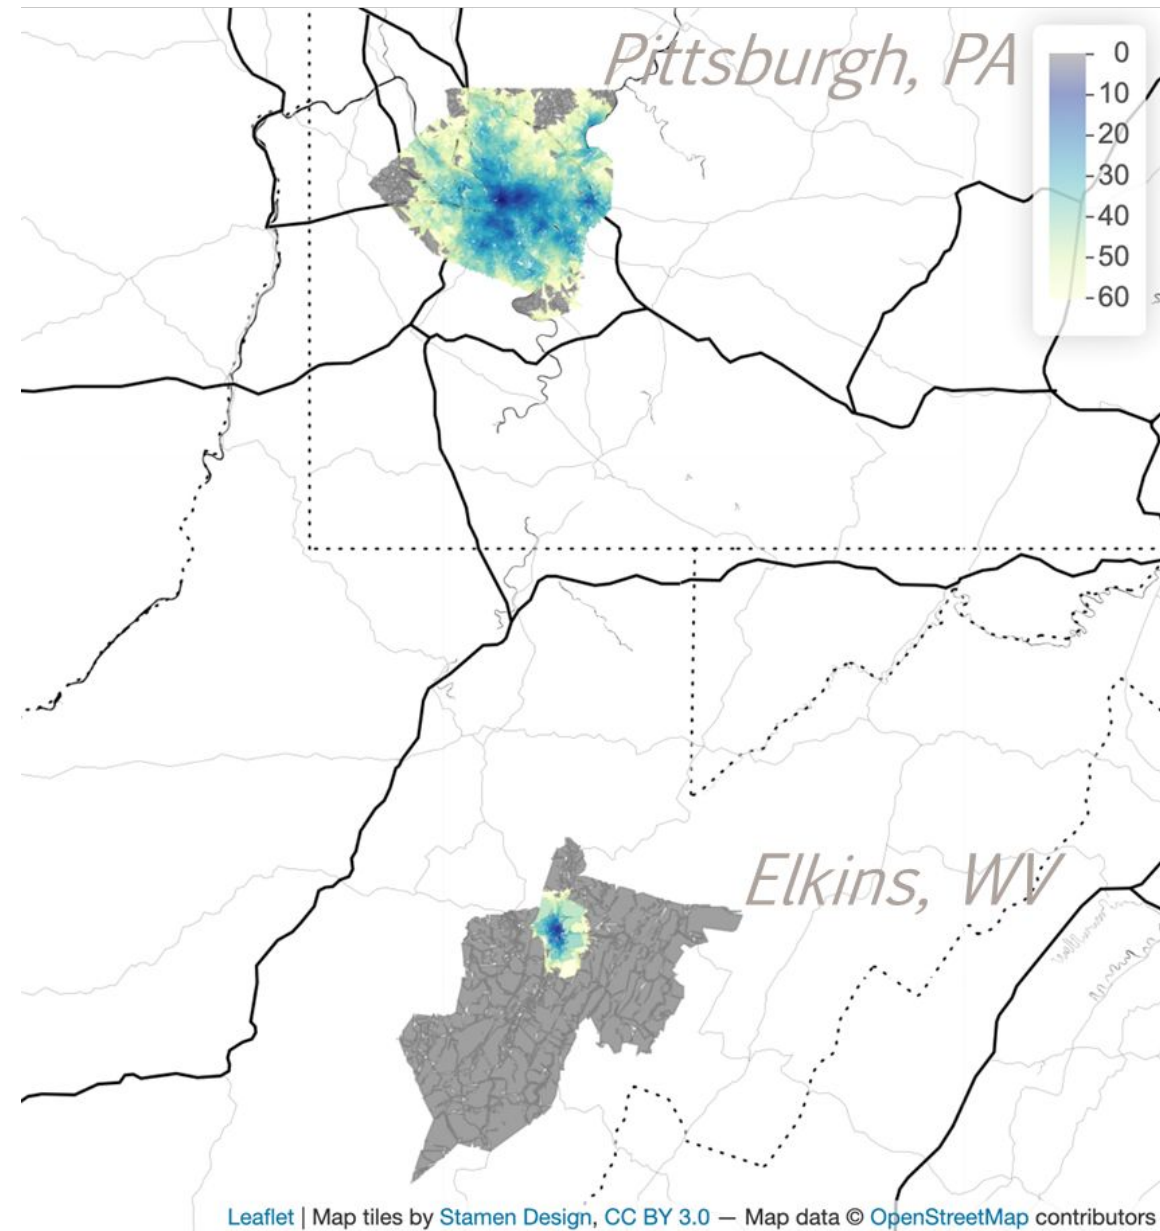 Pittsburgh, PA
0
10
20
30
40
50
60
Elkins, WV
Leaflet | Map tiles by Stamen Design, CC BY 3.0 — Map data © OpenStreetMap contributors